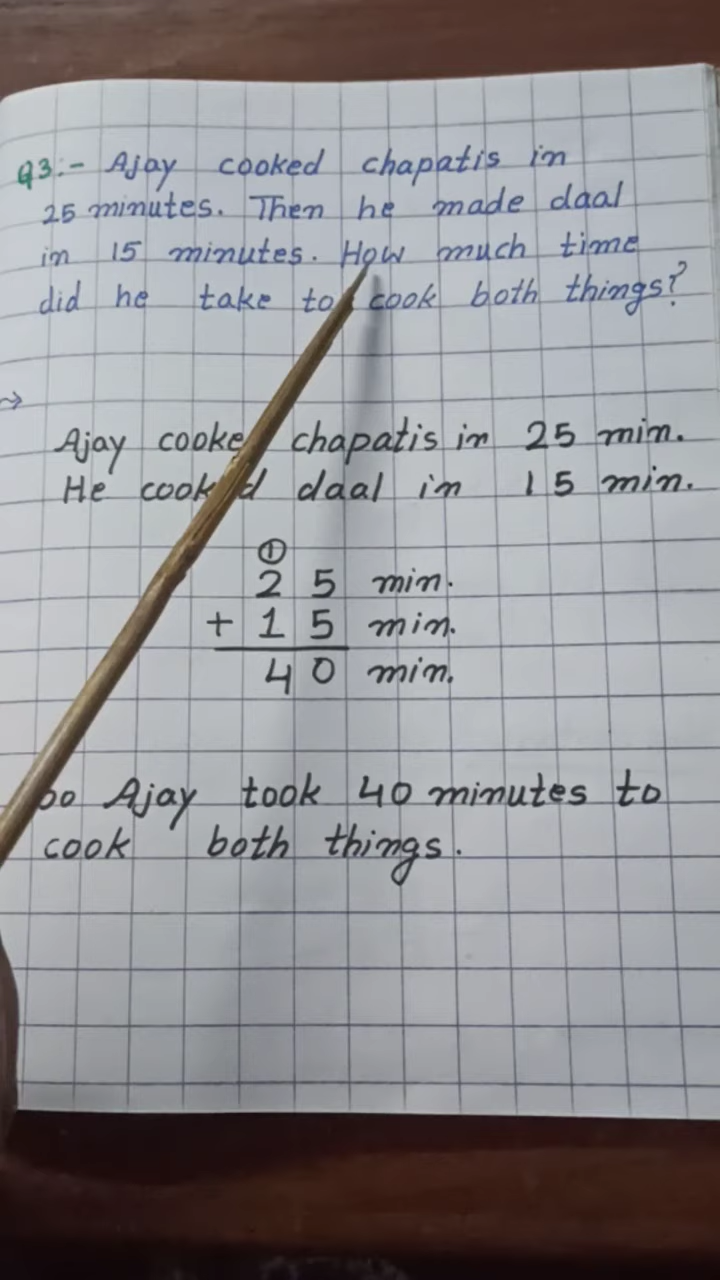 Q3:- Ajay cooked chapatis in
25 minutes. Then he made daal
in 15 minutes. How much time
did he take to cook both things?
→
Ajay cooked chapatis in 25 min.
He cooked daal in 15 min.
①
2 5 min.
+ 1 5 min.
4 0 min.
So Ajay took 40 minutes to
cook both things.